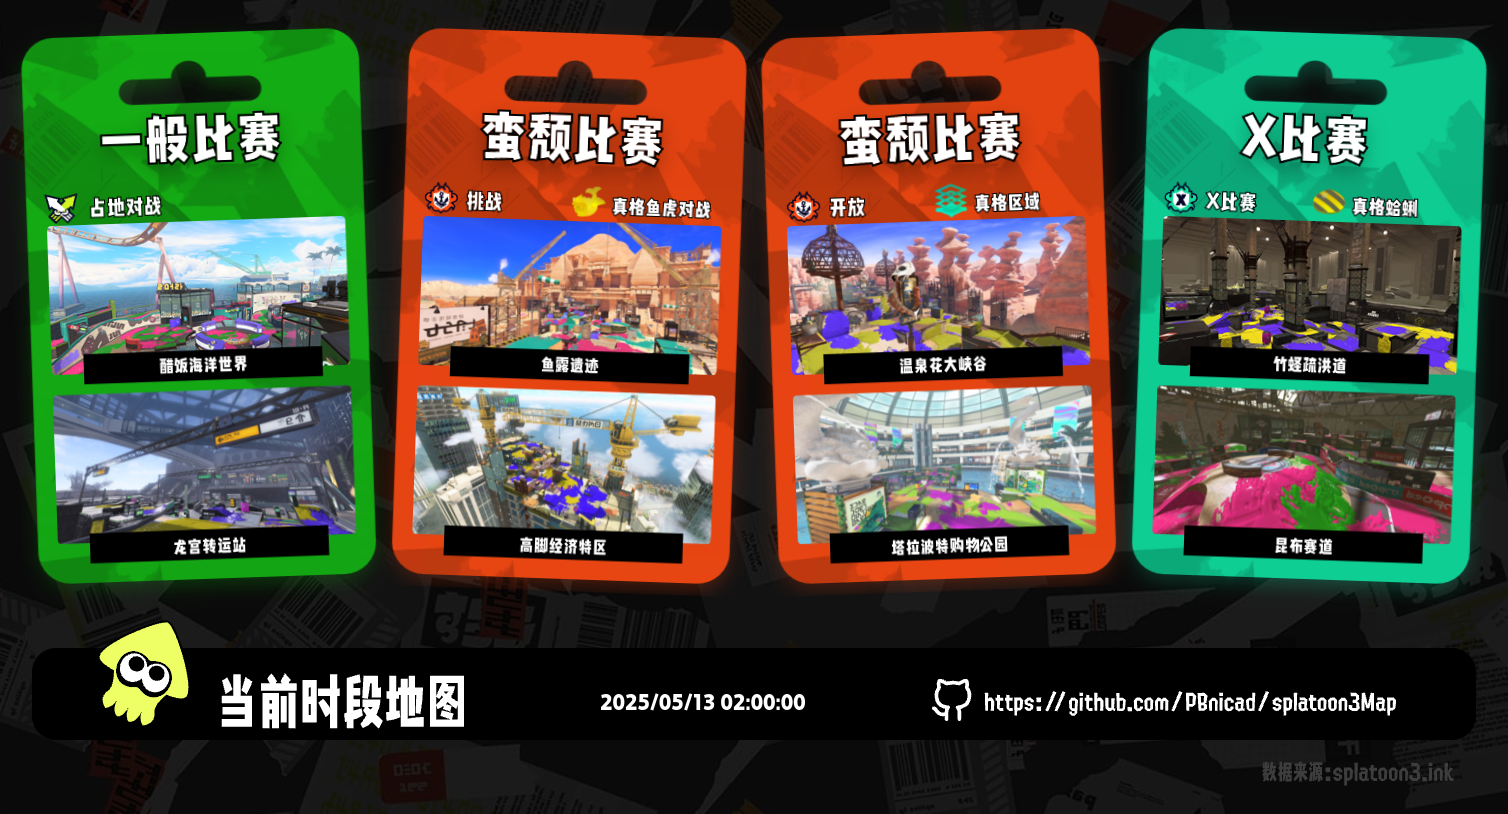 一般比赛
占地对战
醋饭海洋世界
龙宫转运站
蛮颓比赛
挑战
真格鱼虎对战
鱼露遗迹
高脚经济特区
蛮颓比赛
开放
真格区域
温泉花大峡谷
塔拉波特购物公园
X比赛
X比赛
真格蛤蜊
竹蛏疏洪道
昆布赛道
当前时段地图
2025/05/13 02:00:00
https://github.com/PBnicad/splatoon3Map
数据来源:splatoon3.ink